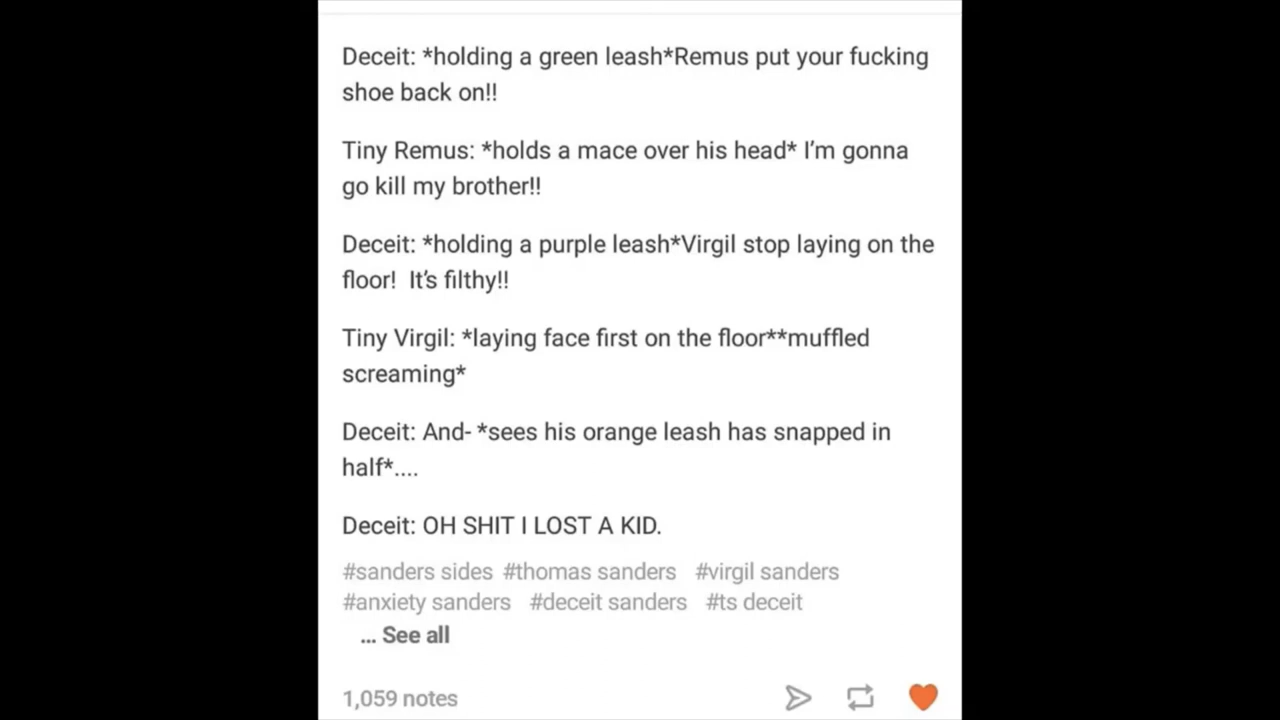 Deceit: *holding a green leash*Remus put your fucking
shoe back on!!
Tiny Remus: *holds a mace over his head* I’m gonna
go kill my brother!!
Deceit: *holding a purple leash*Virgil stop laying on the
floor!  It’s filthy!!
Tiny Virgil: *laying face first on the floor**muffled
screaming*
Deceit: And- *sees his orange leash has snapped in
half*....
Deceit: OH SHIT I LOST A KID.
#sanders sides #thomas sanders #virgil sanders
#anxiety sanders #deceit sanders #ts deceit
... See all
1,059 notes